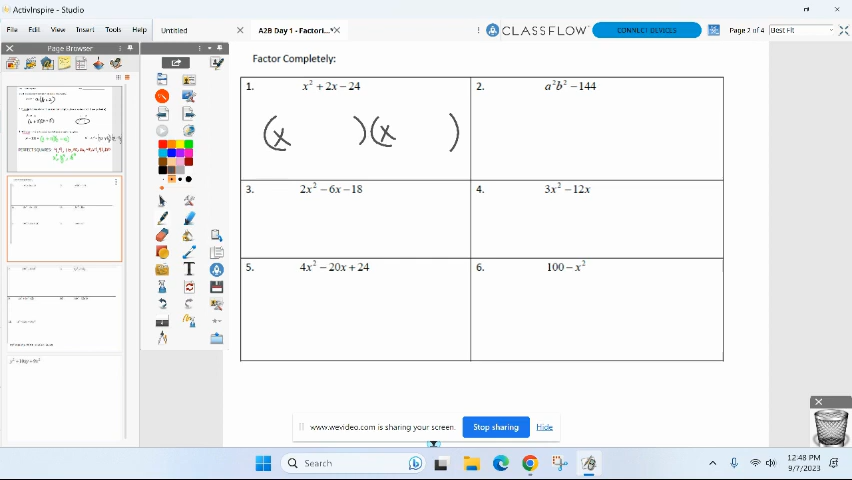 ActivInspire - Studio
File Edit View Insert Tools Help
Untitled
A2B Day 1 - Factori...*
CLASSFLOW
CONNECT DEVICES
Page 2 of 4
Best Fit
Page Browser
Factor Completely:
1. x² + 2x − 24
2. a²b² − 144
(x )(x )
3. 2x² − 6x − 18
4. 3x² − 12x
5. 4x² − 20x + 24
6. 100 − x²
www.wevideo.com is sharing your screen.
Stop sharing
Hide
Search
12:48 PM
9/7/2023